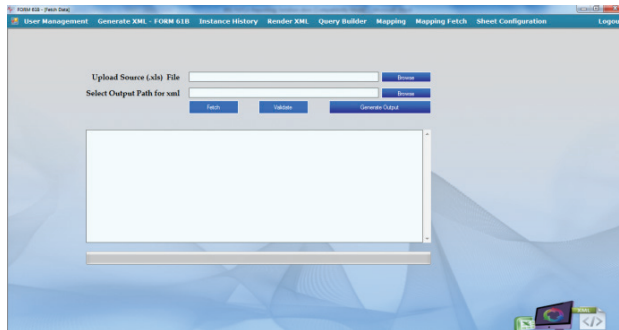 FORM 61B - (Fetch Data)
User Management Generate XML - FORM 61B Instance History Render XML Query Builder Mapping Mapping Fetch Sheet Configuration Logou
Upload Source (.xls) File Browse
Select Output Path for xml Browse
Fetch Validate Generate Output